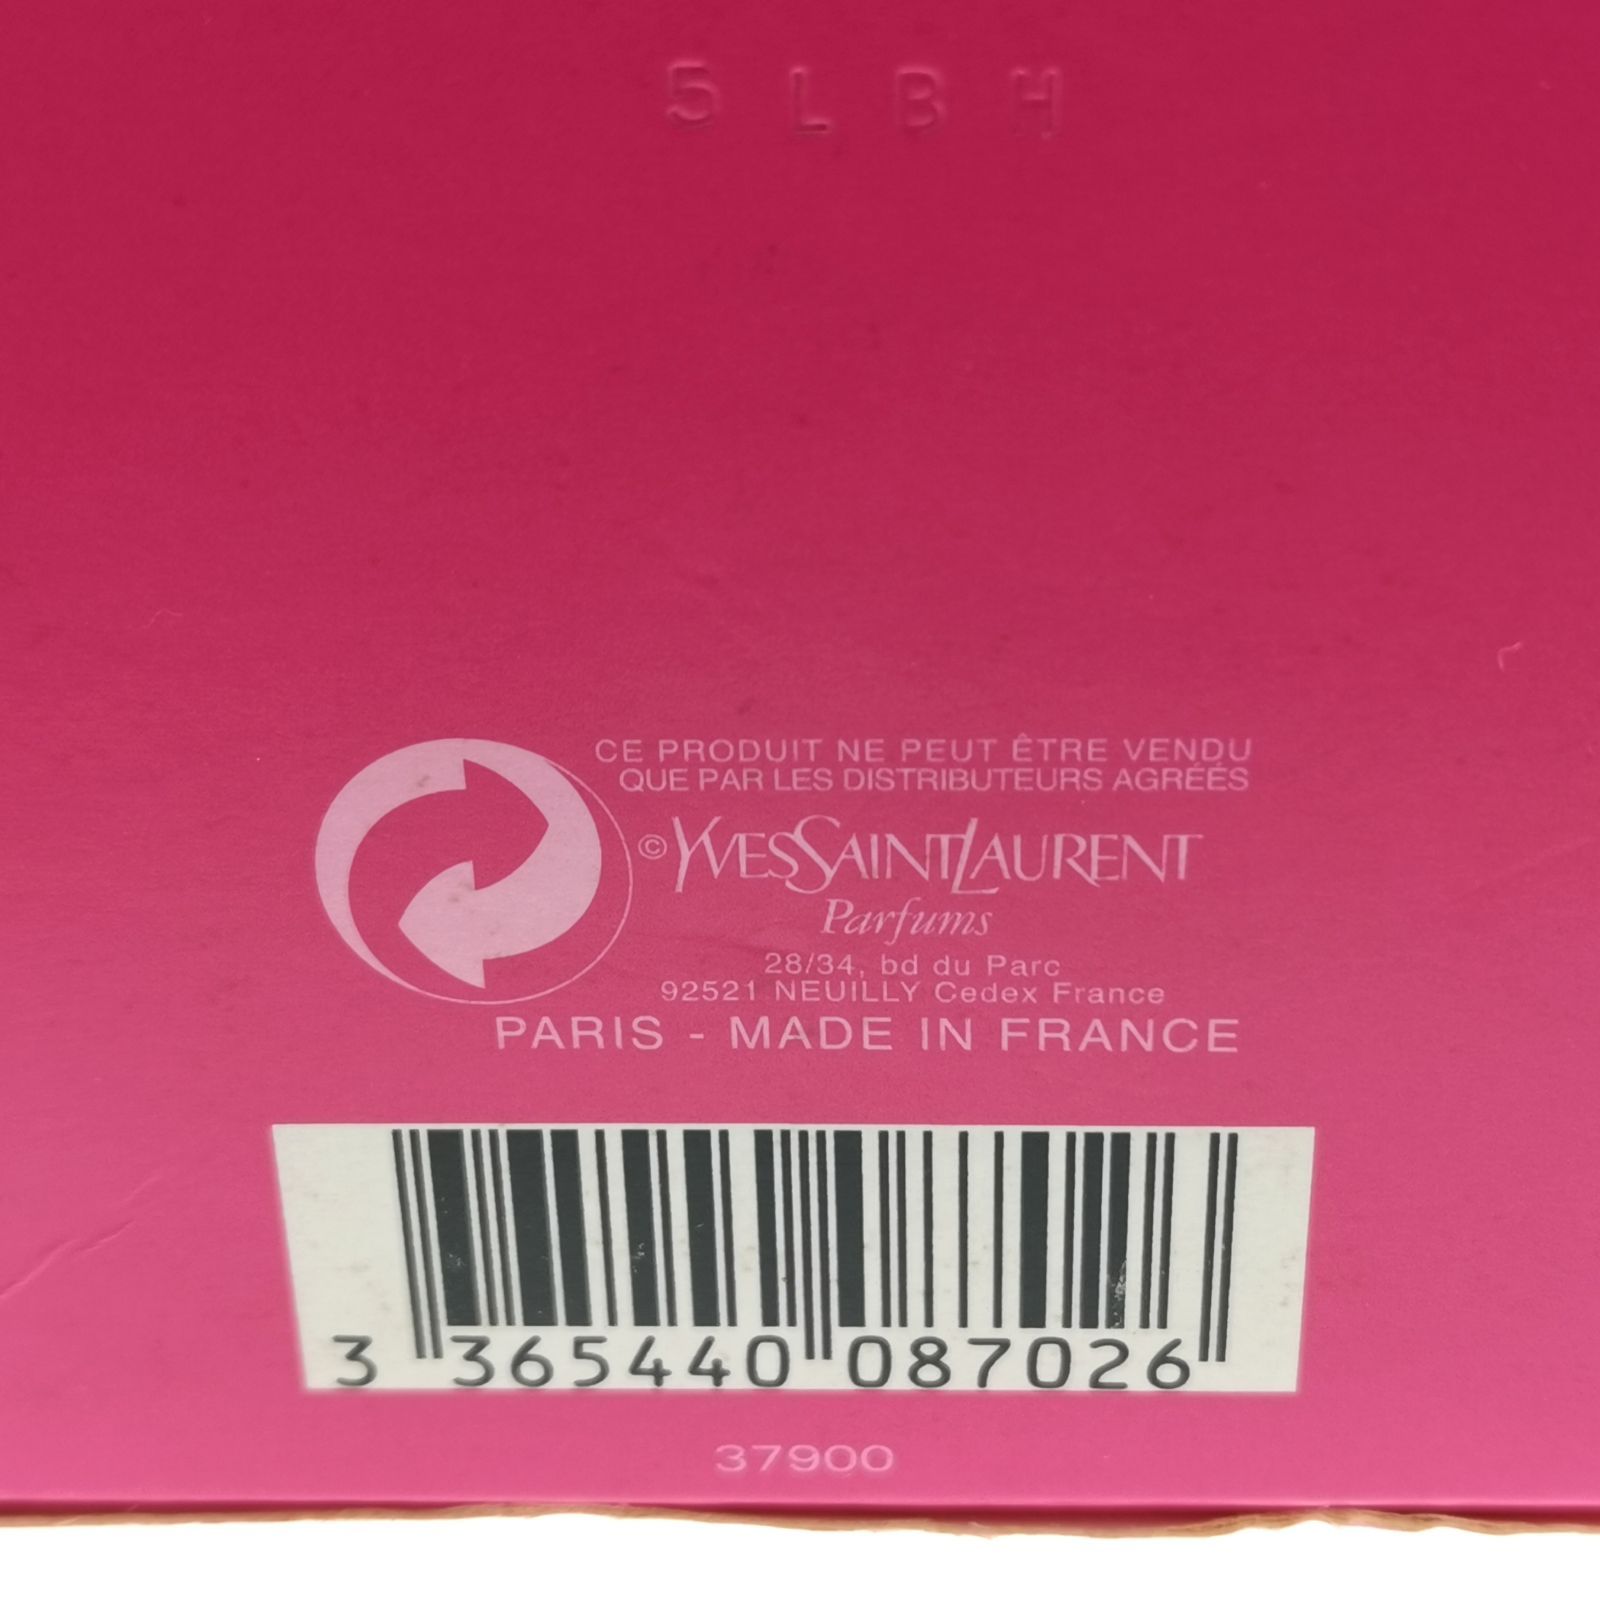 5LBH
CE PRODUIT NE PEUT ÊTRE VENDU
QUE PAR LES DISTRIBUTEURS AGRÉÉS
©YVESSAINTLAURENT
Parfums
28/34, bd du Parc
92521 NEUILLY Cedex France
PARIS - MADE IN FRANCE
3 365440 087026
37900